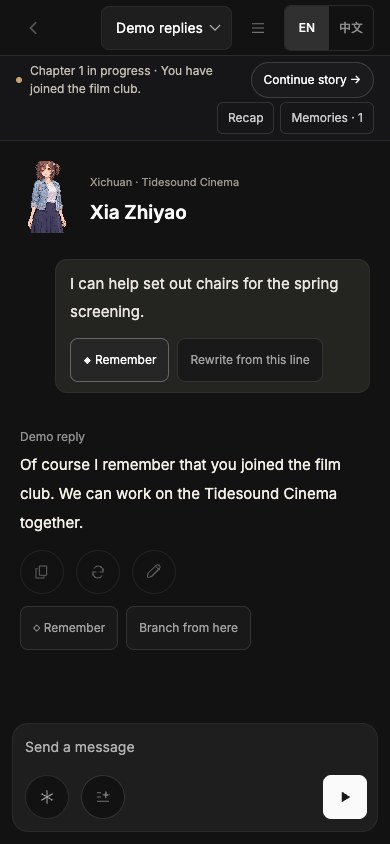 Demo replies
EN
中文
Chapter 1 in progress · You have
joined the film club.
Continue story →
Recap
Memories · 1
Xichuan · Tidesound Cinema
Xia Zhiyao
I can help set out chairs for the spring
screening.
◆ Remember
Rewrite from this line
Demo reply
Of course I remember that you joined the film
club. We can work on the Tidesound Cinema
together.
◇ Remember
Branch from here
Send a message